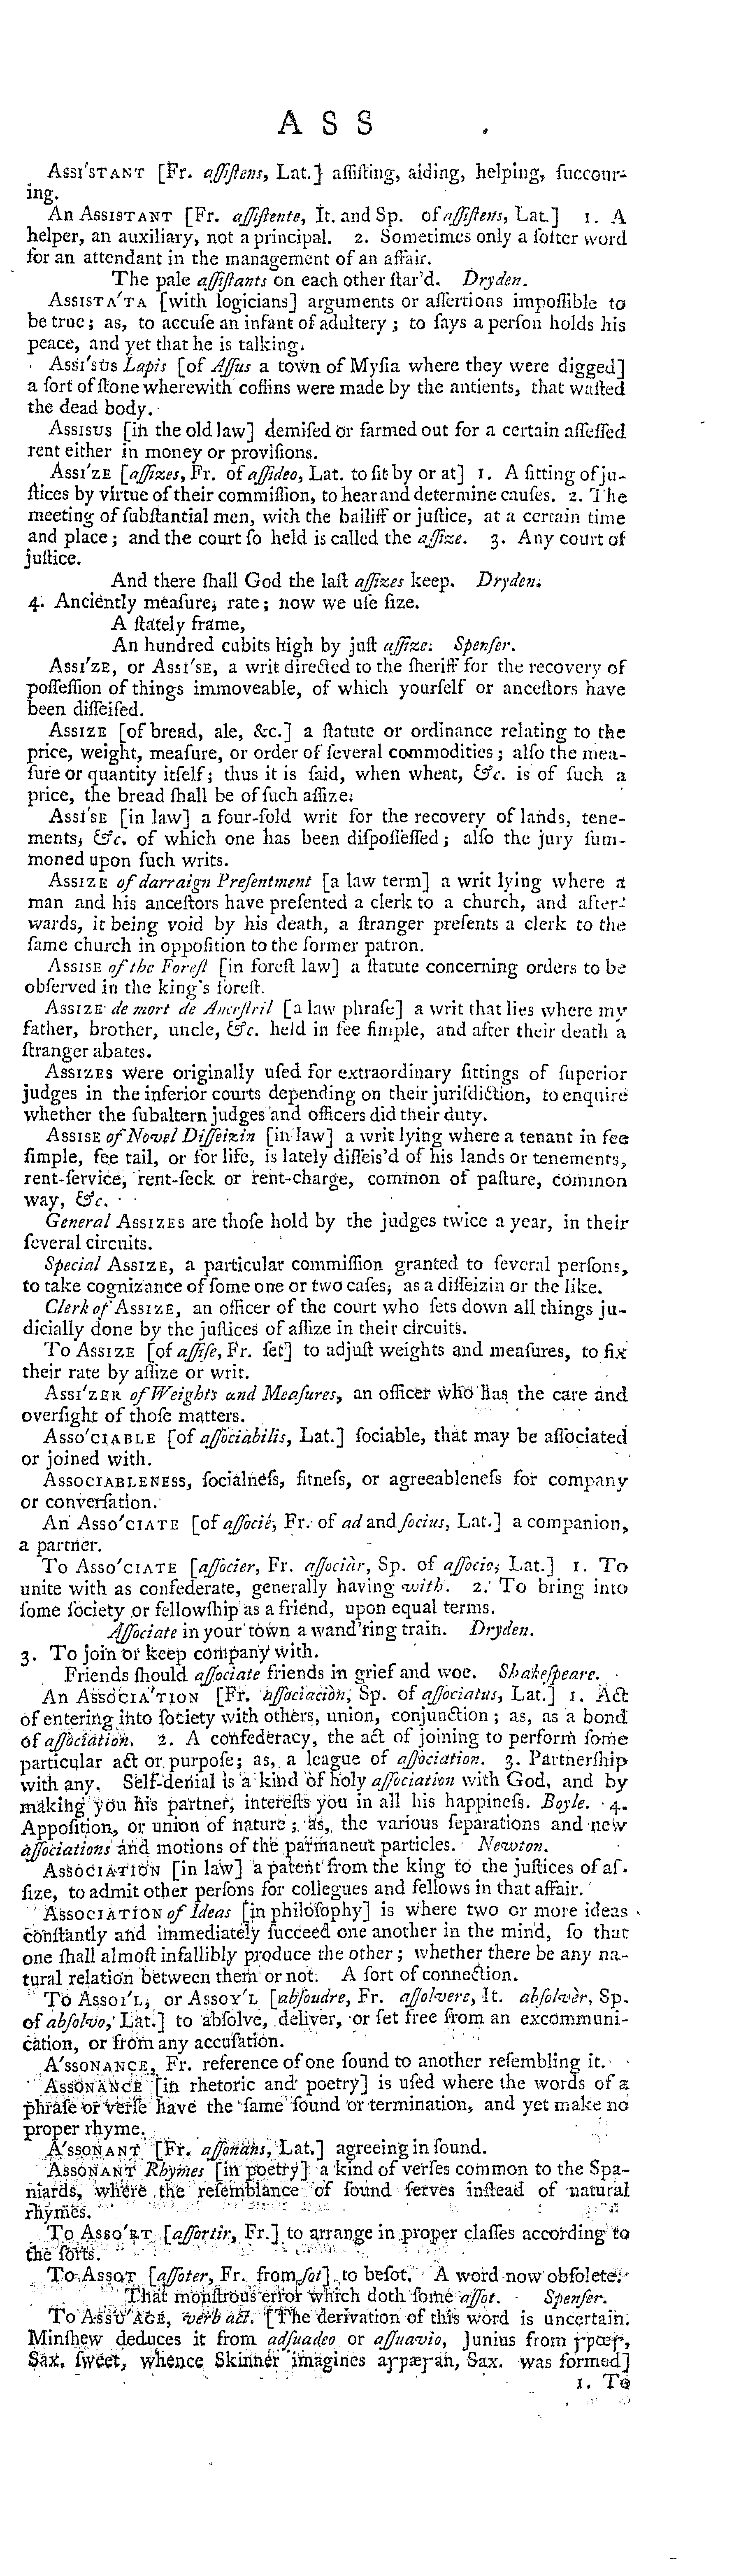 A S S
ASSI'STANT [Fr. aſſiſtens, Lat.] aſſiſting, aiding, helping, ſuccour-
ing.
An ASSISTANT [Fr. aſſiſtente, It. and Sp. of aſſiſtens, Lat.] 1. A
helper, an auxiliary, not a principal. 2. Sometimes only a ſofter word
for an attendant in the management of an affair.
The pale aſſiſtants on each other ſtar'd. Dryden.
ASSISTA'TA [with logicians] arguments or aſſertions impoſſible to
be true; as, to accuſe an infant of adultery; to ſays a perſon holds his
peace, and yet that he is talking.
ASSI'SUS Lapis [of Aſſus a town of Myſia where they were digged]
a ſort of ſtone wherewith coffins were made by the antients, that waſted
the dead body.
ASSISUS [in the old law] demiſed or farmed out for a certain aſſeſſed
rent either in money or proviſions.
ASSI'ZE [aſſizes, Fr. of aſſideo, Lat. to ſit by or at] 1. A ſitting of ju-
ſtices by virtue of their commiſſion, to hear and determine cauſes. 2. The
meeting of ſubſtantial men, with the bailiff or juſtice, at a certain time
and place; and the court ſo held is called the aſſize. 3. Any court of
juſtice.
And there ſhall God the laſt aſſizes keep. Dryden.
4. Anciently meaſure, rate; now we uſe ſize.
A ſtately frame,
An hundred cubits high by juſt aſſize. Spenſer.
ASSI'ZE, or ASSI'SE, a writ directed to the ſheriff for the recovery of
poſſeſſion of things immoveable, of which yourſelf or anceſtors have
been diſſeiſed.
ASSIZE [of bread, ale, &c.] a ſtatute or ordinance relating to the
price, weight, meaſure, or order of ſeveral commodities; alſo the mea-
ſure or quantity itſelf; thus it is ſaid, when wheat, &c. is of ſuch a
price, the bread ſhall be of ſuch aſſize.
ASSI'SE [in law] a four-fold writ for the recovery of lands, tene-
ments, &c. of which one has been diſpoſſeſſed; alſo the jury ſum-
moned upon ſuch writs.
ASSIZE of darraign Preſentment [a law term] a writ lying where a
man and his anceſtors have preſented a clerk to a church, and after-
wards, it being void by his death, a ſtranger preſents a clerk to the
ſame church in oppoſition to the former patron.
ASSISE of the Foreſt [in foreſt law] a ſtatute concerning orders to be
obſerved in the king's foreſt.
ASSIZE de mort de Anceſtril [a law phraſe] a writ that lies where my
father, brother, uncle, &c. held in fee ſimple, and after their death a
ſtranger abates.
ASSIZES were originally uſed for extraordinary ſittings of ſuperior
judges in the inferior courts depending on their juriſdiction, to enquire
whether the ſubaltern judges and officers did their duty.
ASSISE of Novel Diſſeizin [in law] a writ lying where a tenant in fee
ſimple, fee tail, or for life, is lately diſſeis'd of his lands or tenements,
rent-ſervice, rent-ſeck or rent-charge, common of paſture, common
way, &c.
General ASSIZES are thoſe hold by the judges twice a year, in their
ſeveral circuits.
Special ASSIZE, a particular commiſſion granted to ſeveral perſons,
to take cognizance of ſome one or two caſes, as a diſſeizin or the like.
Clerk of ASSIZE, an officer of the court who ſets down all things ju-
dicially done by the juſtices of aſſize in their circuits.
To ASSIZE [of aſſiſe, Fr. ſet] to adjuſt weights and meaſures, to fix
their rate by aſſize or writ.
ASSI'ZER of Weights and Meaſures, an officer who has the care and
overſight of thoſe matters.
ASSO'CIABLE [of aſſociabilis, Lat.] ſociable, that may be aſſociated
or joined with.
ASSOCIABLENESS, ſocialneſs, fitneſs, or agreeableneſs for company
or converſation.
An ASSO'CIATE [of aſſocié, Fr. of ad and ſocius, Lat.] a companion,
a partner.
To ASSO'CIATE [aſſocier, Fr. aſſociàr, Sp. of aſſocio, Lat.] 1. To
unite with as confederate, generally having with. 2. To bring into
ſome ſociety or fellowſhip as a friend, upon equal terms.
Aſſociate in your town a wand'ring train. Dryden.
3. To join or keep company with.
Friends ſhould aſſociate friends in grief and woe. Shakeſpeare.
An ASSOCIA'TION [Fr. aſſociaciòn, Sp. of aſſociatus, Lat.] 1. Act
of entering into ſociety with others, union, conjunction; as, as a bond
of aſſociation. 2. A confederacy, the act of joining to perform ſome
particular act or purpoſe; as, a league of aſſociation. 3. Partnerſhip
with any. Self-denial is a kind of holy aſſociation with God, and by
making you his partner, intereſts you in all his happineſs. Boyle. 4.
Appoſition, or union of nature; as, the various ſeparations and new
aſſociations and motions of the parmaneut particles. Newton.
ASSOCIATION [in law] a patent from the king to the juſtices of aſ-
ſize, to admit other perſons for collegues and fellows in that affair.
ASSOCIATION of Ideas [in philoſophy] is where two or more ideas
conſtantly and immediately ſucceed one another in the mind, ſo that
one ſhall almoſt infallibly produce the other; whether there be any na-
tural relation between them or not. A ſort of connection.
To ASSOI'L, or ASSOY'L [abſoudre, Fr. aſſolvere, It. abſolvèr, Sp.
of abſolvo, Lat.] to abſolve, deliver, or ſet free from an excommuni-
cation, or from any accuſation.
A'SSONANCE, Fr. reference of one ſound to another reſembling it.
ASSONANCE [in rhetoric and poetry] is uſed where the words of a
phraſe or verſe have the ſame ſound or termination, and yet make no
proper rhyme.
A'SSONANT [Fr. aſſonans, Lat.] agreeing in ſound.
ASSONANT Rhymes [in poetry] a kind of verſes common to the Spa-
niards, where the reſemblance of ſound ſerves inſtead of natural
rhymes.
To ASSO'RT [aſſortir, Fr.] to arrange in proper claſſes according to
the ſorts.
To ASSOT [aſſoter, Fr. from ſot] to beſot. A word now obſolete.
That monſtrous error which doth ſome aſſot. Spenſer.
To ASSU'AGE, verb act. [The derivation of this word is uncertain.
Minſhew deduces it from adſuadeo or aſſuavio, Junius from
Sax. ſweet, whence Skinner imagines aꞅpæꞅan, Sax. was formed]
1. To